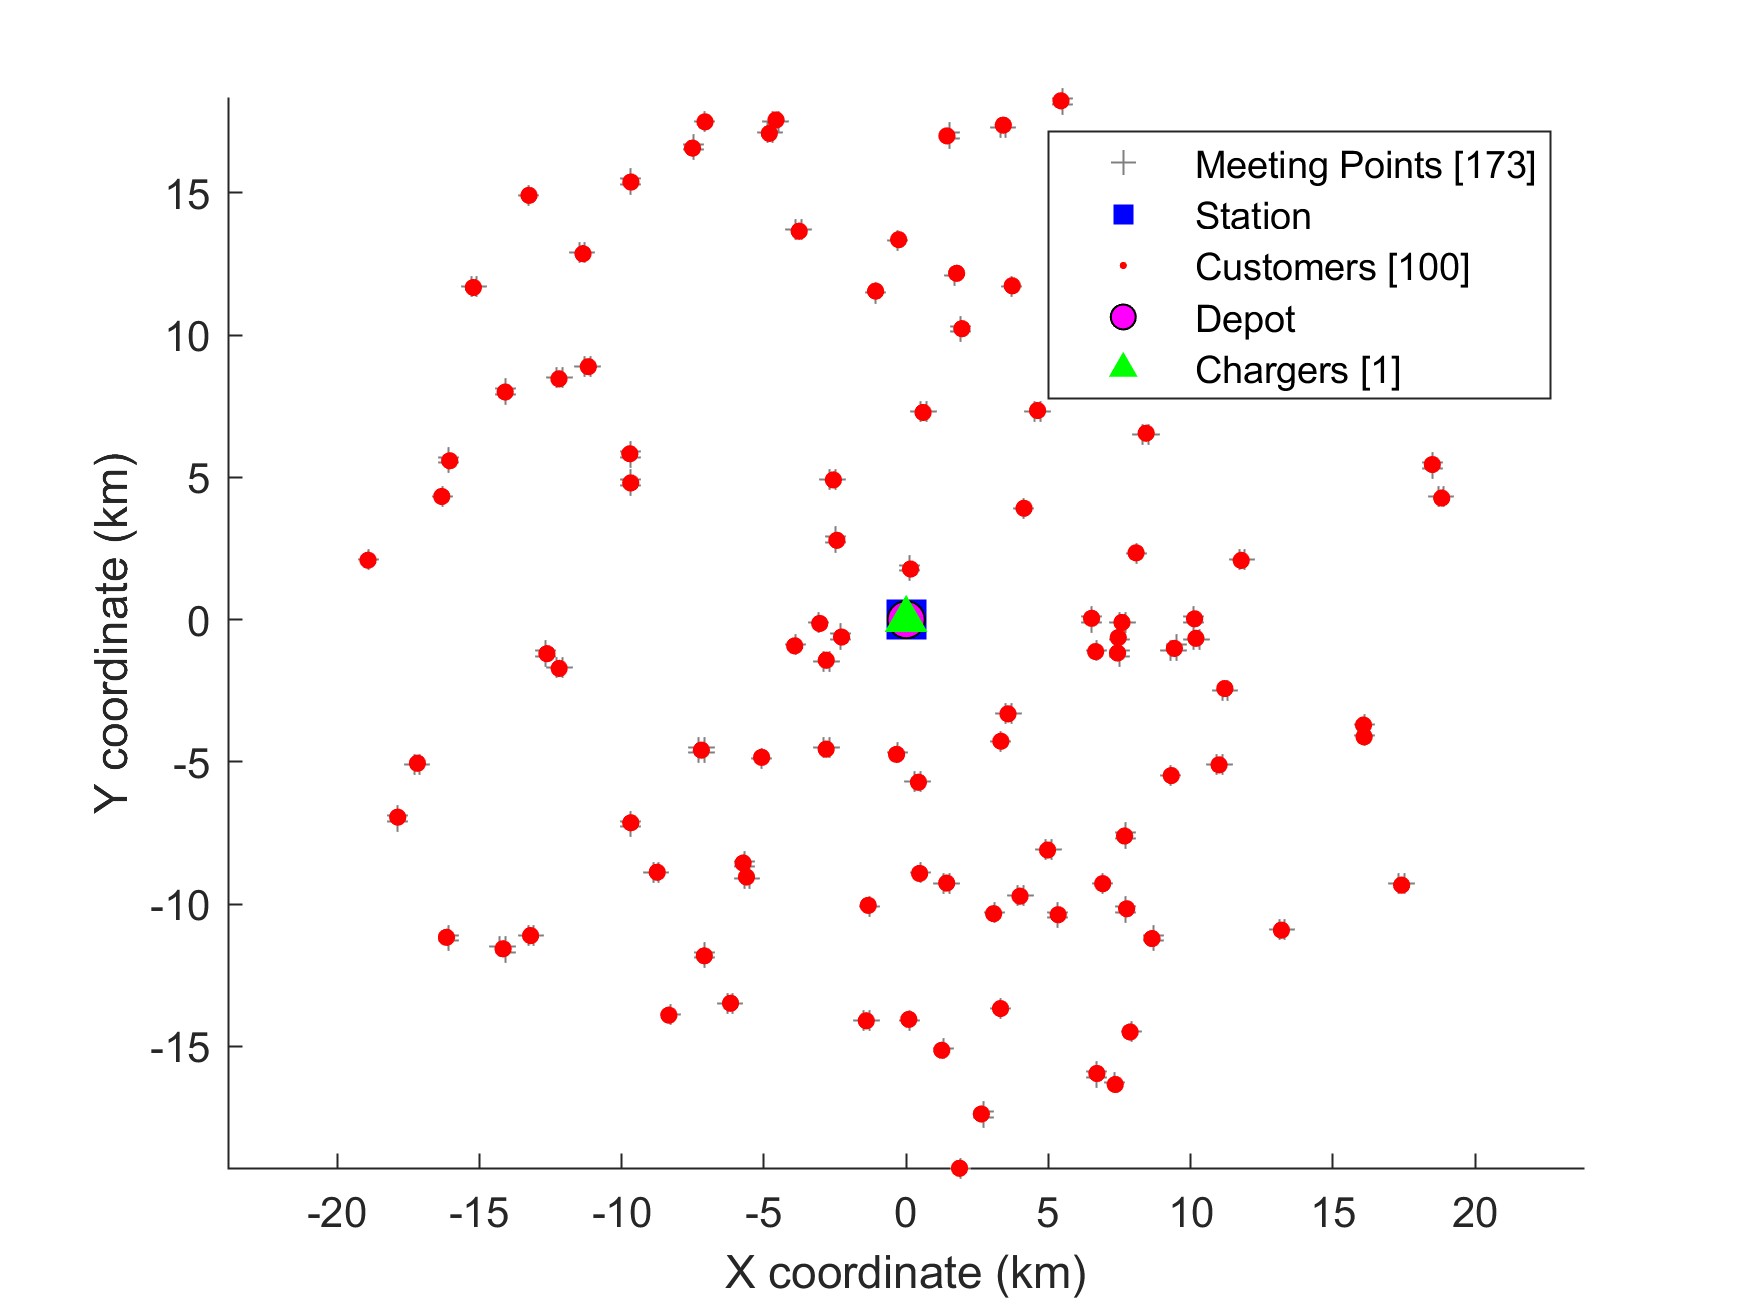 Meeting Points [173]
Station
Customers [100]
Depot
Chargers [1]
15
10
5
0
-5
-10
-15
Y coordinate (km)
-20 -15 -10 -5 0 5 10 15 20
X coordinate (km)